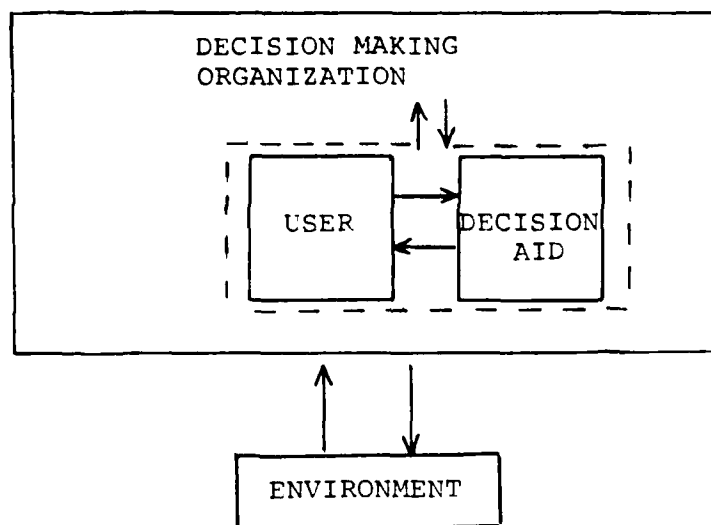 DECISION MAKING
ORGANIZATION
USER
DECISION
AID
ENVIRONMENT